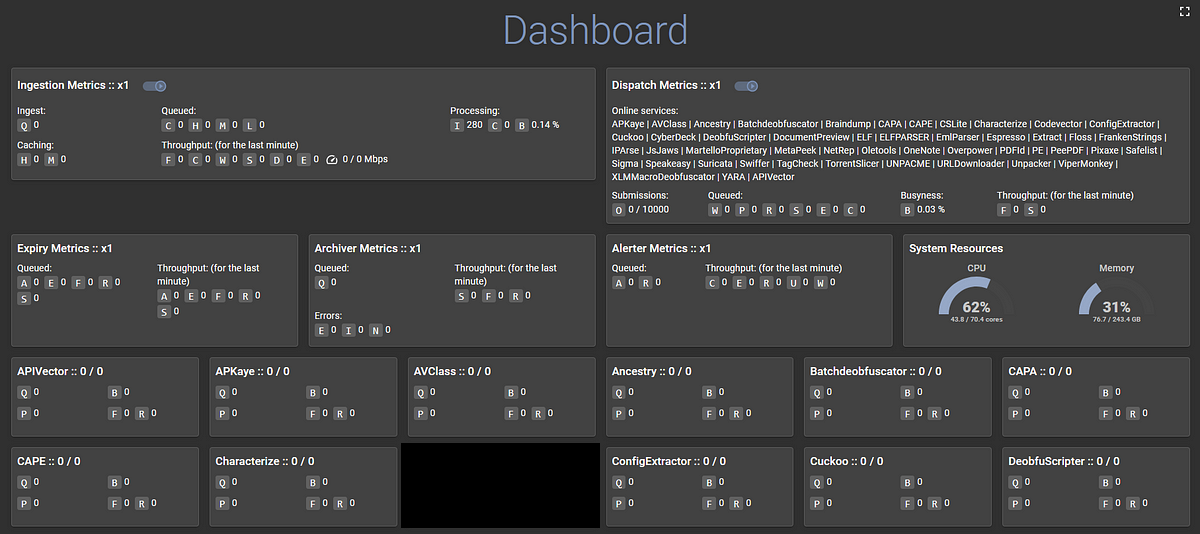 Dashboard
Ingestion Metrics :: x1
Ingest:
Q 0
Queued:
C 0 H 0 M 0 L 0
Processing:
I 280 C 0 B 0.14 %
Caching:
H 0 M 0
Throughput: (for the last minute)
F 0 C 0 W 0 S 0 D 0 E 0 0 / 0 Mbps
Dispatch Metrics :: x1
Online services:
APKaye | AVClass | Ancestry | Batchdeobfuscator | Braindump | CAPA | CAPE | CSLite | Characterize | Codevector | ConfigExtractor |
Cuckoo | CyberDeck | DeobfuScripter | DocumentPreview | ELF | ELFPARSER | EmlParser | Espresso | Extract | Floss | FrankenStrings |
IPArse | JsJaws | MartelloProprietary | MetaPeek | NetRep | Oletools | OneNote | Overpower | PDFId | PE | PeePDF | Pixaxe | Safelist |
Sigma | Speakeasy | Suricata | Swiffer | TagCheck | TorrentSlicer | UNPACME | URLDownloader | Unpacker | ViperMonkey |
XLMMacroDeobfuscator | YARA | APIVector
Submissions:
O 0 / 10000
Queued:
W 0 P 0 R 0 S 0 E 0 C 0
Busyness:
B 0.03 %
Throughput: (for the last minute)
F 0 S 0
Expiry Metrics :: x1
Queued:
A 0 E 0 F 0 R 0
S 0
Throughput: (for the last
minute)
A 0 E 0 F 0 R 0
S 0
Archiver Metrics :: x1
Queued:
Q 0
Throughput: (for the last
minute)
S 0 F 0 R 0
Errors:
E 0 I 0 N 0
Alerter Metrics :: x1
Queued:
A 0 R 0
Throughput: (for the last minute)
C 0 E 0 R 0 U 0 W 0
System Resources
CPU
62%
43.8 / 70.4 cores
Memory
31%
76.7 / 243.4 GB
APIVector :: 0 / 0
Q 0 B 0
P 0 F 0 R 0
APKaye :: 0 / 0
Q 0 B 0
P 0 F 0 R 0
AVClass :: 0 / 0
Q 0 B 0
P 0 F 0 R 0
Ancestry :: 0 / 0
Q 0 B 0
P 0 F 0 R 0
Batchdeobfuscator :: 0 / 0
Q 0 B 0
P 0 F 0 R 0
CAPA :: 0 / 0
Q 0 B 0
P 0 F 0 R 0
CAPE :: 0 / 0
Q 0 B 0
P 0 F 0 R 0
Characterize :: 0 / 0
Q 0 B 0
P 0 F 0 R 0
ConfigExtractor :: 0 / 0
Q 0 B 0
P 0 F 0 R 0
Cuckoo :: 0 / 0
Q 0 B 0
P 0 F 0 R 0
DeobfuScripter :: 0 / 0
Q 0 B 0
P 0 F 0 R 0